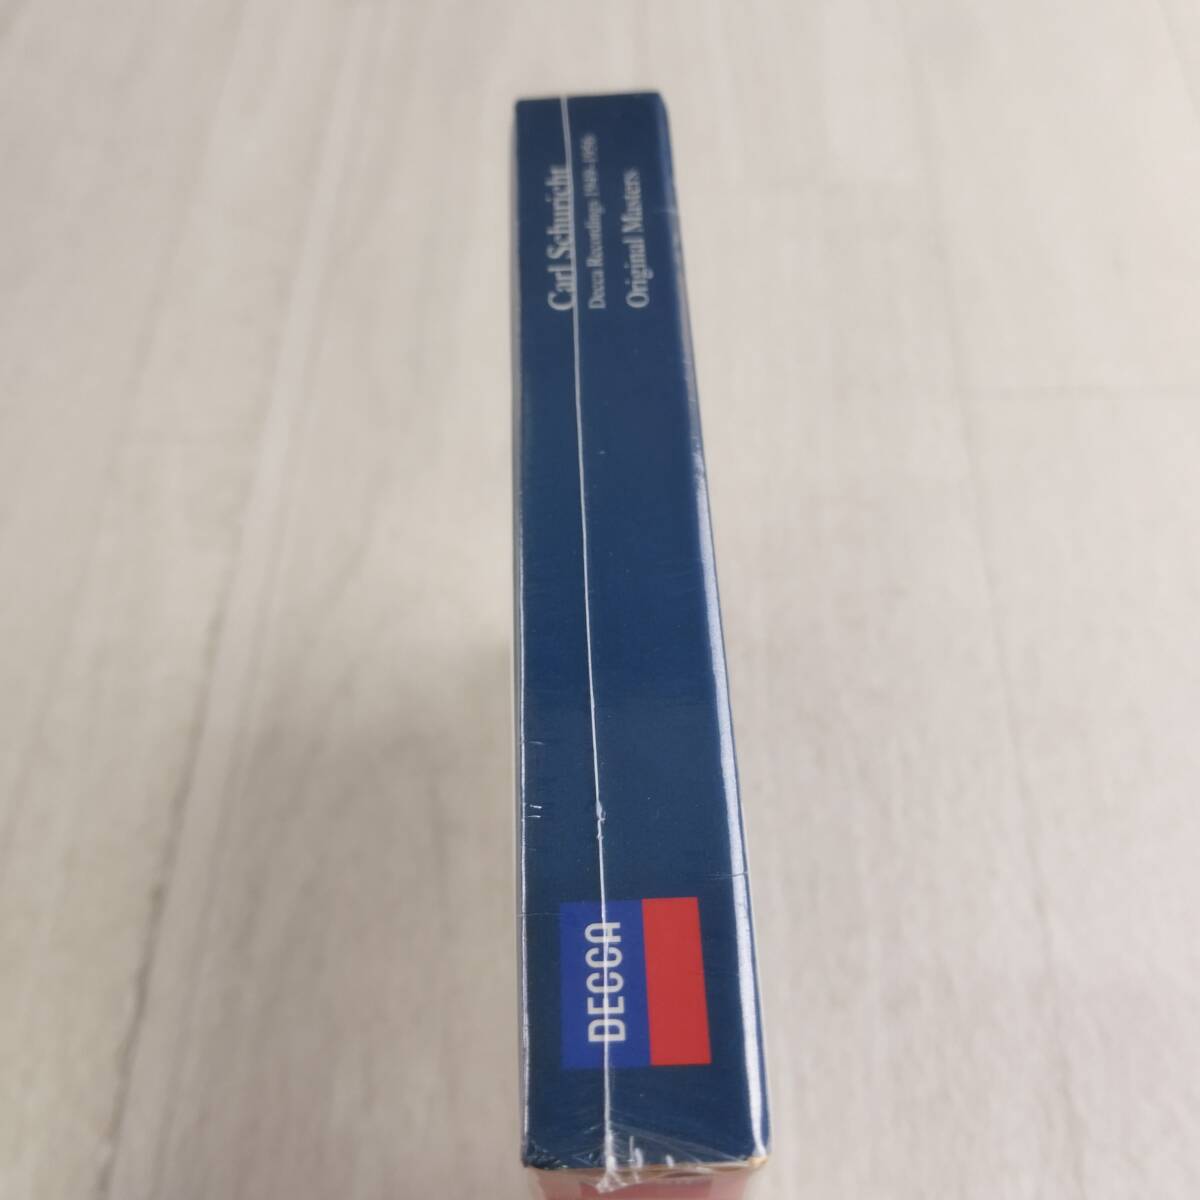 Carl Schuricht
Decca Recordings 1949-1956
Original Masters
DECCA